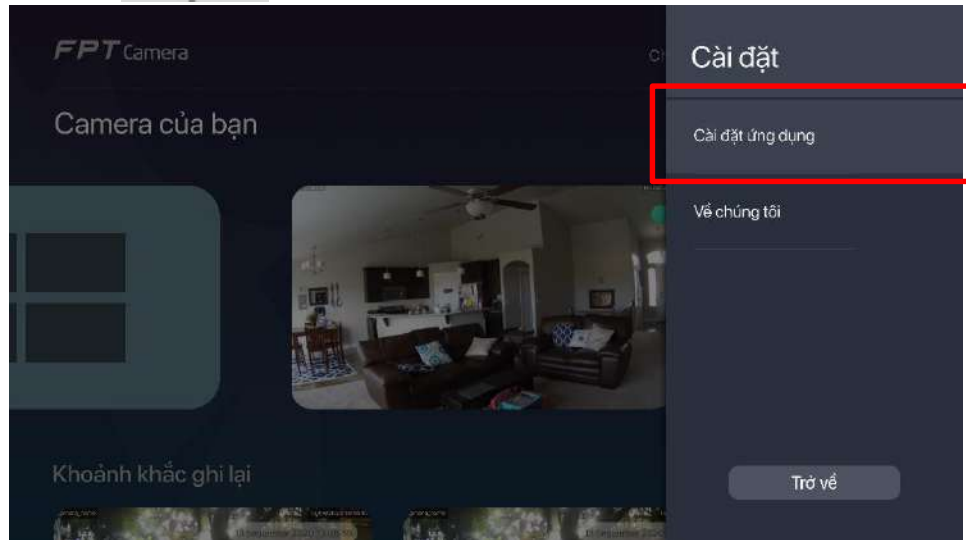 FPT Camera
Cài đặt
Camera của bạn
Cài đặt ứng dụng
Về chúng tôi
Khoảnh khắc ghi lại
Trở về